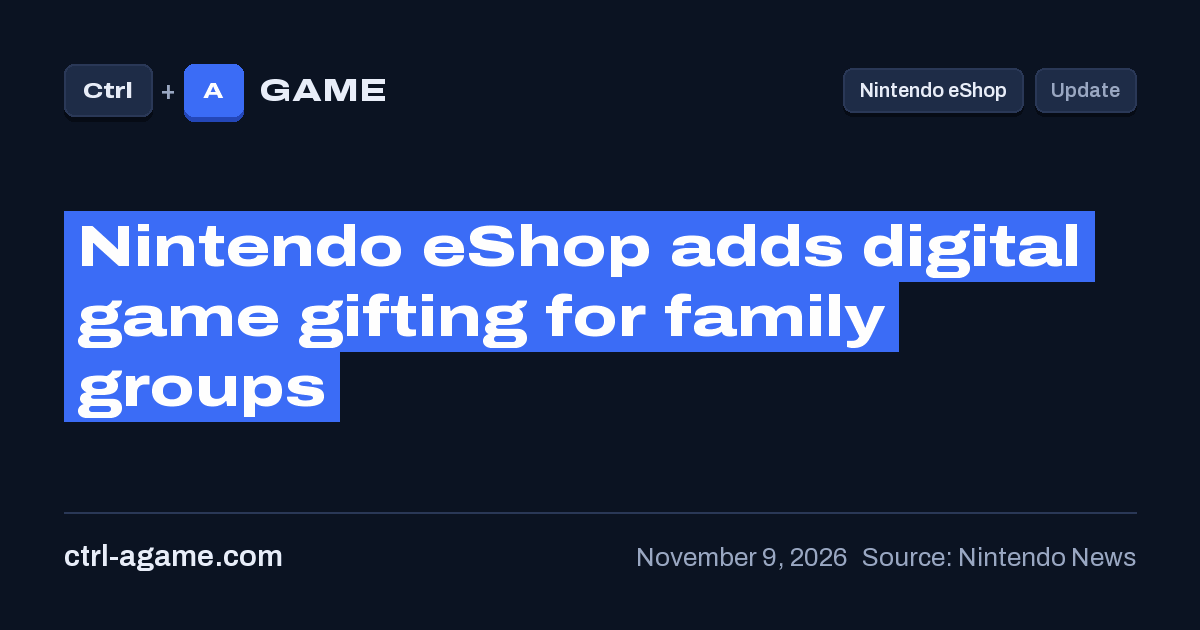 Ctrl + A GAME
Nintendo eShop Update
Nintendo eShop adds digital
game gifting for family
groups
ctrl-agame.com
November 9, 2026 Source: Nintendo News